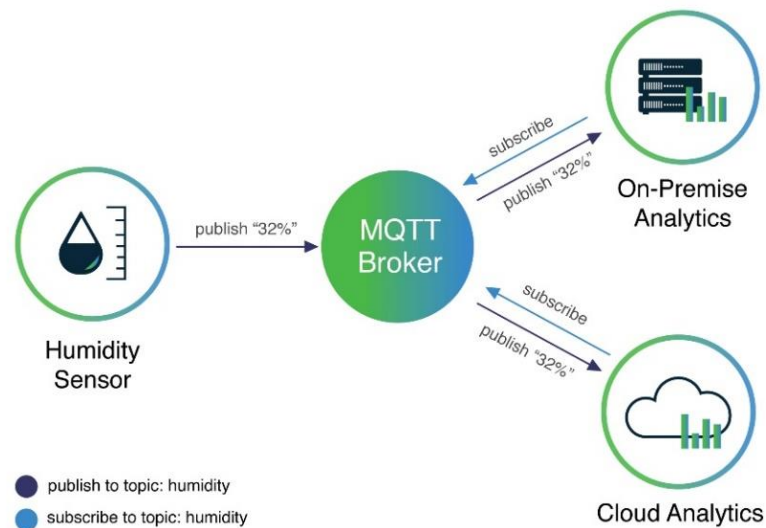 subscribe
publish “32%”
On-Premise
Analytics
publish “32%”
MQTT
Broker
Humidity
Sensor
subscribe
publish “32%”
Cloud Analytics
publish to topic: humidity
subscribe to topic: humidity